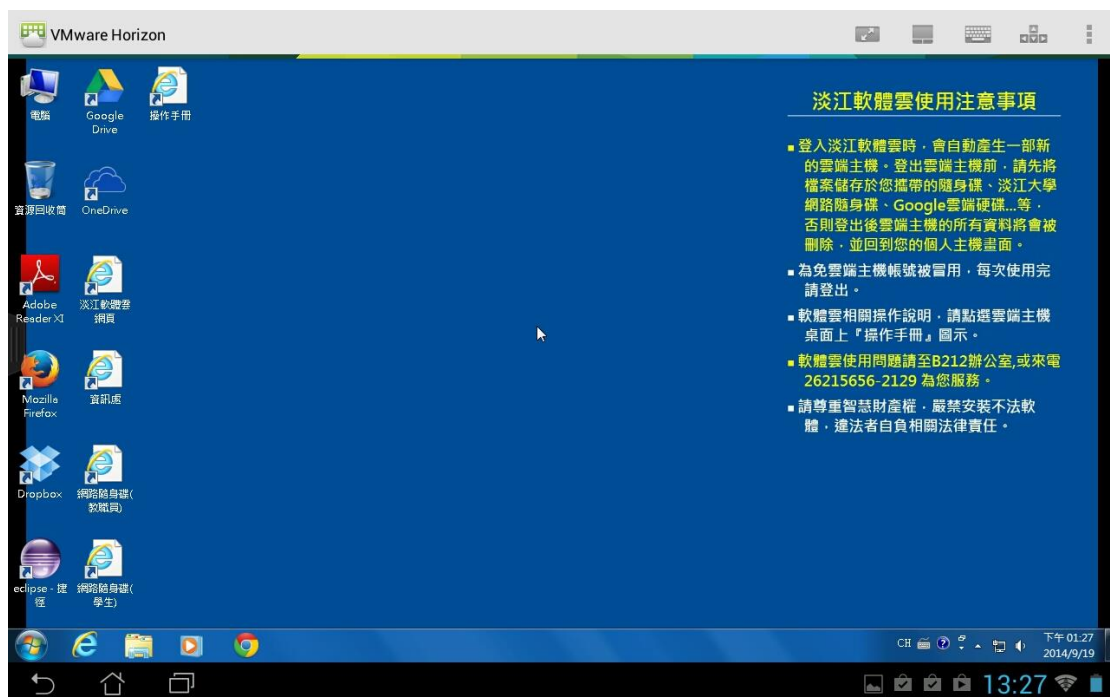 VMware Horizon
電腦
Google
Drive
操作手冊
資源回收筒
OneDrive
Adobe
Reader XI
淡江軟體雲
網頁
Mozilla
Firefox
資訊處
Dropbox
網路隨身碟(
教職員)
eclipse - 捷
徑
網路隨身碟(
學生)
淡江軟體雲使用注意事項
登入淡江軟體雲時，會自動產生一部新
的雲端主機。登出雲端主機前，請先將
檔案儲存於您攜帶的隨身碟、淡江大學
網路隨身碟、Google雲端硬碟...等，
否則登出後雲端主機的所有資料將會被
刪除，並回到您的個人主機畫面。
為免雲端主機帳號被冒用，每次使用完
請登出。
軟體雲相關操作說明，請點選雲端主機
桌面上『操作手冊』圖示。
軟體雲使用問題請至B212辦公室,或來電
26215656-2129 為您服務。
請尊重智慧財產權，嚴禁安裝不法軟
體，違法者自負相關法律責任。
CH
下午 01:27
2014/9/19
13:27